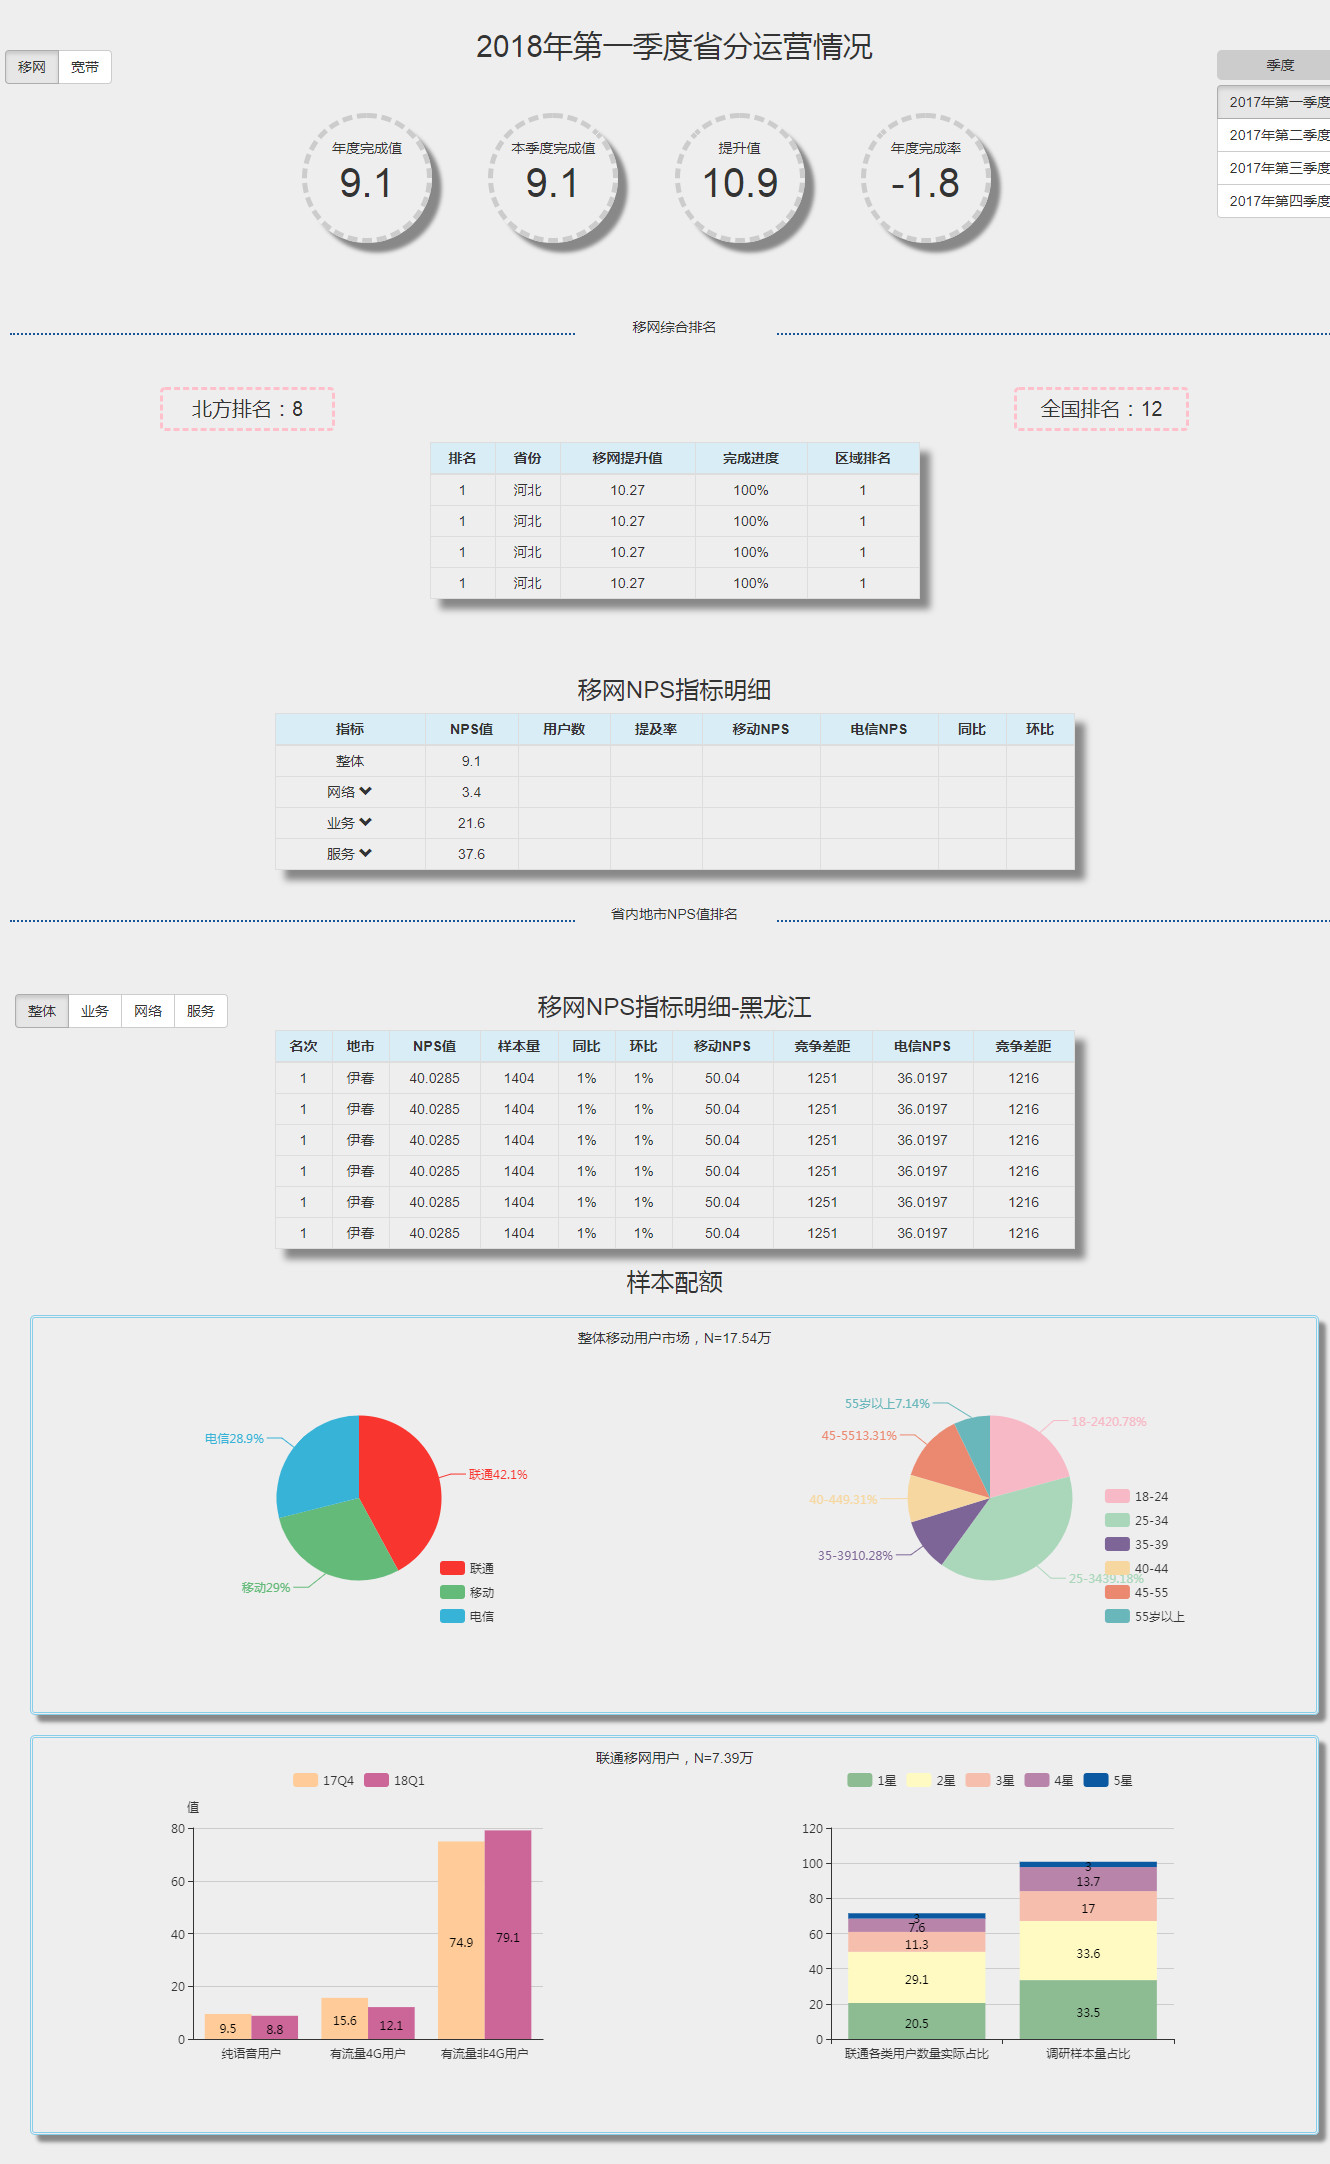 2018年第一季度省分运营情况
移网 宽带
季度
2017年第一季度
2017年第二季度
2017年第三季度
2017年第四季度
年度完成值 本季度完成值 提升值 年度完成率
9.1 9.1 10.9 -1.8
移网综合排名
北方排名：8 全国排名：12
排名 省份 移网提升值 完成进度 区域排名
1 河北 10.27 100% 1
1 河北 10.27 100% 1
1 河北 10.27 100% 1
1 河北 10.27 100% 1
移网NPS指标明细
指标 NPS值 用户数 提及率 移动NPS 电信NPS 同比 环比
整体 9.1
网络 3.4
业务 21.6
服务 37.6
省内地市NPS值排名
整体 业务 网络 服务
移网NPS指标明细-黑龙江
名次 地市 NPS值 样本量 同比 环比 移动NPS 竞争差距 电信NPS 竞争差距
1 伊春 40.0285 1404 1% 1% 50.04 1251 36.0197 1216
1 伊春 40.0285 1404 1% 1% 50.04 1251 36.0197 1216
1 伊春 40.0285 1404 1% 1% 50.04 1251 36.0197 1216
1 伊春 40.0285 1404 1% 1% 50.04 1251 36.0197 1216
1 伊春 40.0285 1404 1% 1% 50.04 1251 36.0197 1216
1 伊春 40.0285 1404 1% 1% 50.04 1251 36.0197 1216
样本配额
整体移动用户市场，N=17.54万
电信28.9%
联通42.1%
移动29%
联通
移动
电信
55岁以上7.14%
18-2420.78%
45-5513.31%
40-449.31%
35-3910.28%
25-3439.18%
18-24
25-34
35-39
40-44
45-55
55岁以上
联通移网用户，N=7.39万
17Q4 18Q1
值
80
60
40
20
0
9.5 8.8 15.6 12.1 74.9 79.1
纯语音用户 有流量4G用户 有流量非4G用户
1星 2星 3星 4星 5星
120
100
80
60
40
20
0
3
7.6
11.3
29.1
20.5
3
13.7
17
33.6
33.5
联通各类用户数量实际占比 调研样本量占比